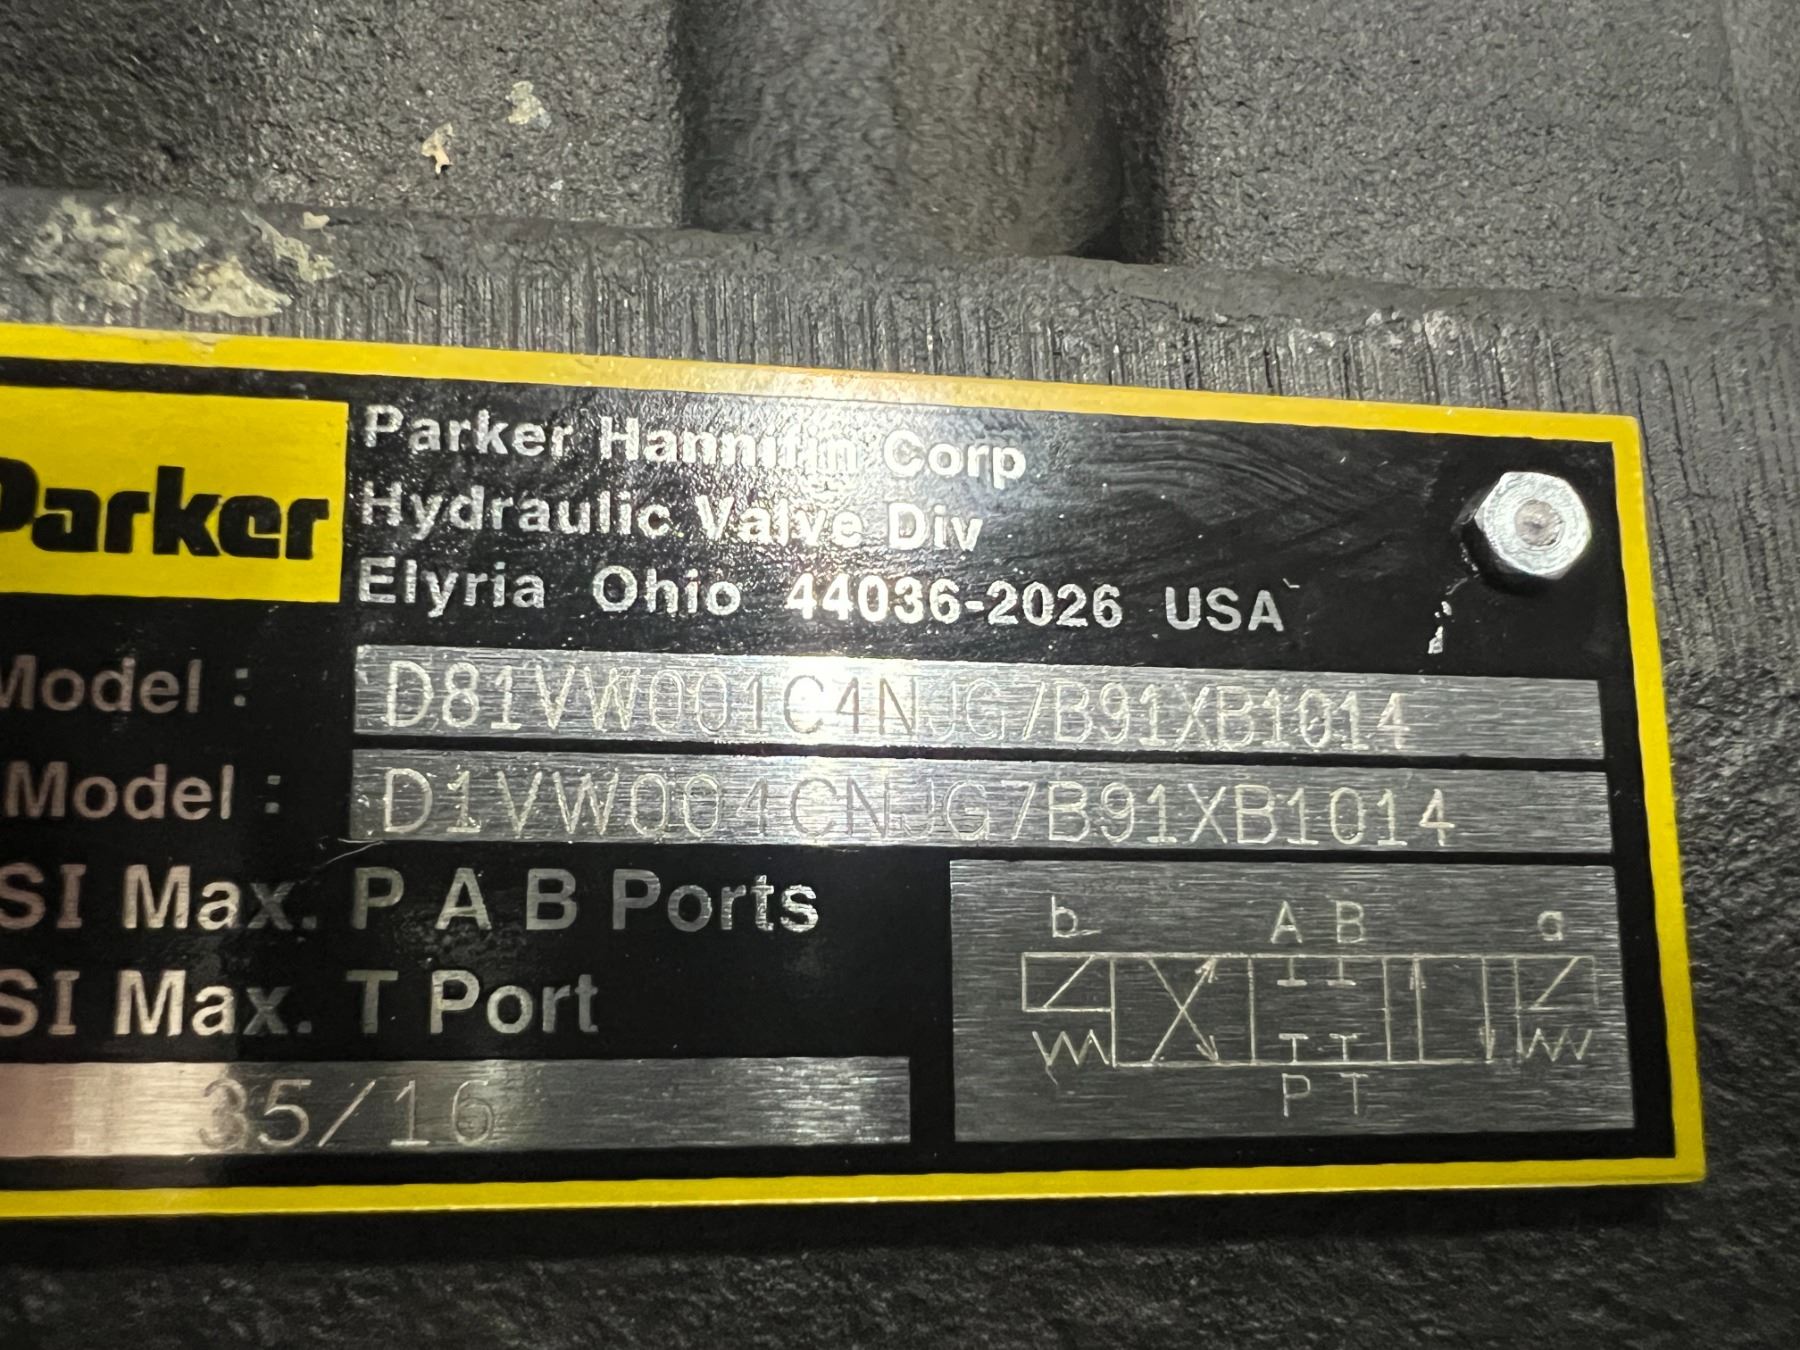 Parker
Parker Hannifin Corp
Hydraulic Valve Div
Elyria Ohio 44036-2026 USA
Model : D81VW001C4NJG7B91XB1014
Model : D1VW004CNJG7B91XB1014
SI Max. P A B Ports
SI Max. T Port
35/16
b A B a
P T